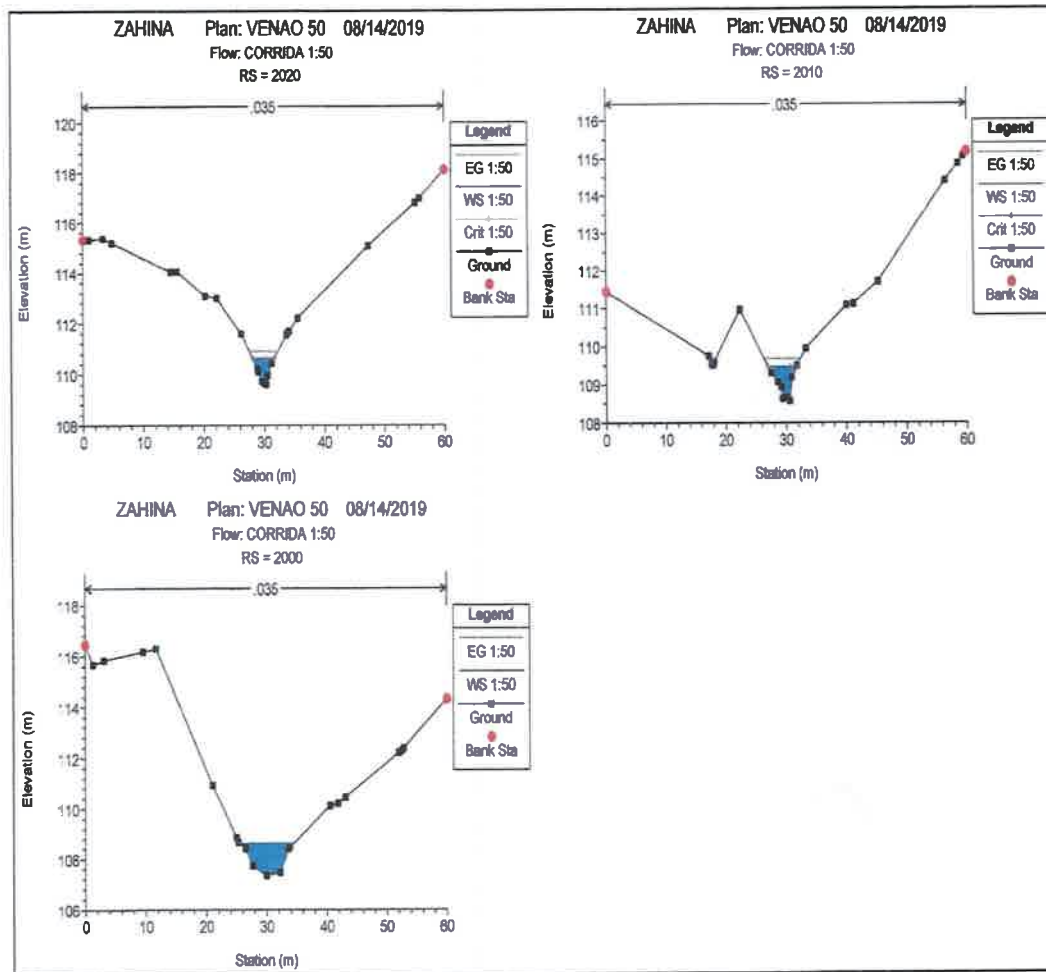 ZAHINA Plan: VENAO 50 08/14/2019
Flow: CORRIDA 1:50
RS = 2020
.035
Elevation (m)
120
118
116
114
112
110
108
0 10 20 30 40 50 60
Station (m)
Legend
EG 1:50
WS 1:50
Crit 1:50
Ground
Bank Sta
ZAHINA Plan: VENAO 50 08/14/2019
Flow: CORRIDA 1:50
RS = 2010
.035
Elevation (m)
116
115
114
113
112
111
110
109
108
0 10 20 30 40 50 60
Station (m)
Legend
EG 1:50
WS 1:50
Crit 1:50
Ground
Bank Sta
ZAHINA Plan: VENAO 50 08/14/2019
Flow: CORRIDA 1:50
RS = 2000
.035
Elevation (m)
118
116
114
112
110
108
106
0 10 20 30 40 50 60
Station (m)
Legend
EG 1:50
WS 1:50
Ground
Bank Sta